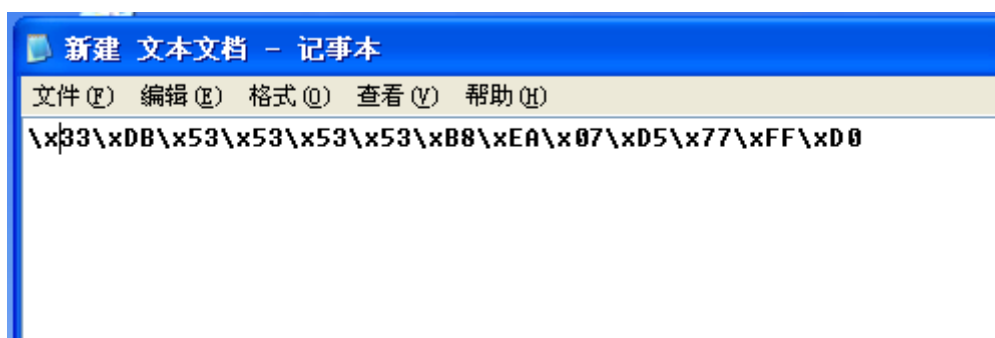 新建 文本文档 - 记事本
文件(F) 编辑(E) 格式(O) 查看(V) 帮助(H)
\x33\xDB\x53\x53\x53\x53\xB8\xEA\x07\xD5\x77\xFF\xD0